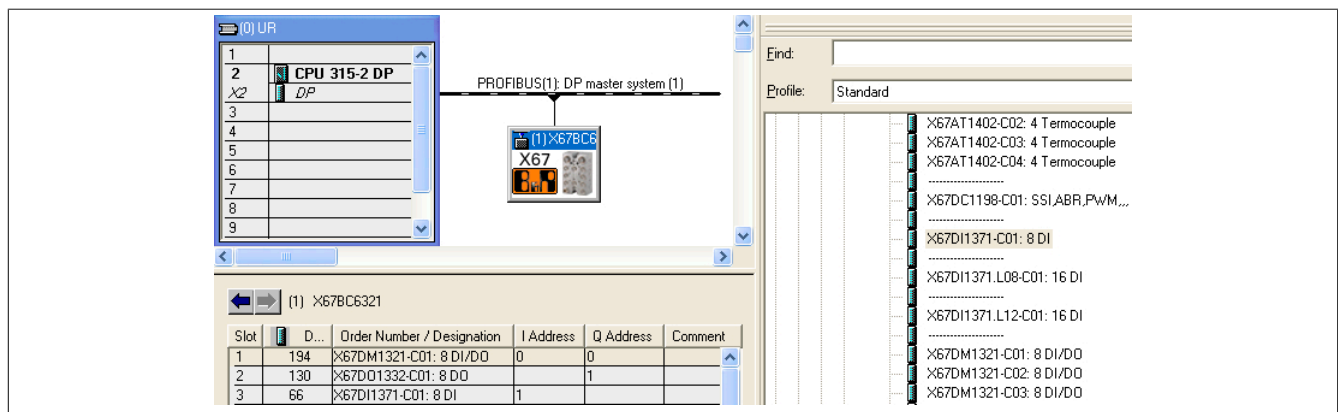 (0) UR
1
2 CPU 315-2 DP
X2 DP
3
4
5
6
7
8
9
PROFIBUS(1): DP master system (1)
(1) X67BC6
X67
B&R
(1) X67BC6321
Slot D... Order Number / Designation I Address Q Address Comment
1 194 X67DM1321-C01: 8 DI/DO 0 0
2 130 X67DO1332-C01: 8 DO 1
3 66 X67DI1371-C01: 8 DI 1
Find:
Profile: Standard
X67AT1402-C02: 4 Termocouple
X67AT1402-C03: 4 Termocouple
X67AT1402-C04: 4 Termocouple
--------------------
X67DC1198-C01: SSI,ABR,PWM,,,
--------------------
X67DI1371-C01: 8 DI
--------------------
X67DI1371.L08-C01: 16 DI
--------------------
X67DI1371.L12-C01: 16 DI
--------------------
X67DM1321-C01: 8 DI/DO
X67DM1321-C02: 8 DI/DO
X67DM1321-C03: 8 DI/DO